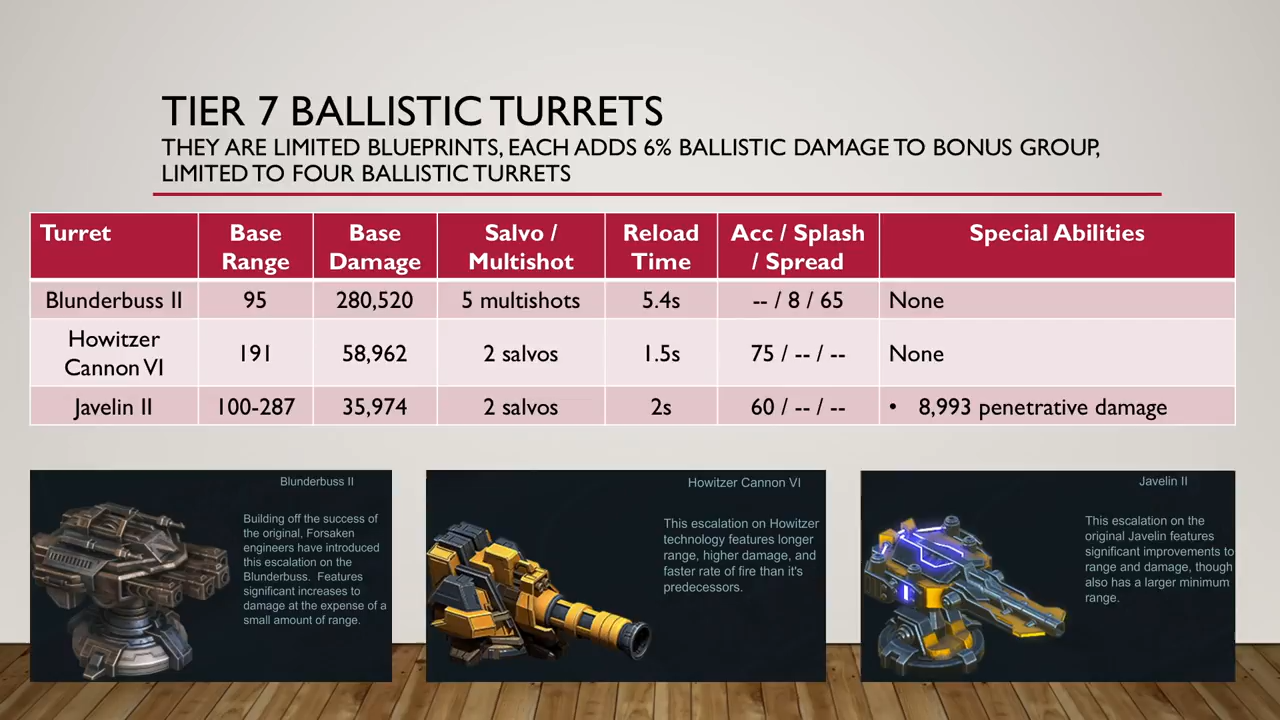 TIER 7 BALLISTIC TURRETS
THEY ARE LIMITED BLUEPRINTS, EACH ADDS 6% BALLISTIC DAMAGE TO BONUS GROUP,
LIMITED TO FOUR BALLISTIC TURRETS
Turret Base Range Base Damage Salvo / Multishot Reload Time Acc / Splash / Spread Special Abilities
Blunderbuss II 95 280,520 5 multishots 5.4s -- / 8 / 65 None
Howitzer Cannon VI 191 58,962 2 salvos 1.5s 75 / -- / -- None
Javelin II 100-287 35,974 2 salvos 2s 60 / -- / -- • 8,993 penetrative damage
Blunderbuss II
Building off the success of
the original, Forsaken
engineers have introduced
this escalation on the
Blunderbuss. Features
significant increases to
damage at the expense of a
small amount of range.
Howitzer Cannon VI
This escalation on Howitzer
technology features longer
range, higher damage, and
faster rate of fire than it's
predecessors.
Javelin II
This escalation on the
original Javelin features
significant improvements to
range and damage, though
also has a larger minimum
range.